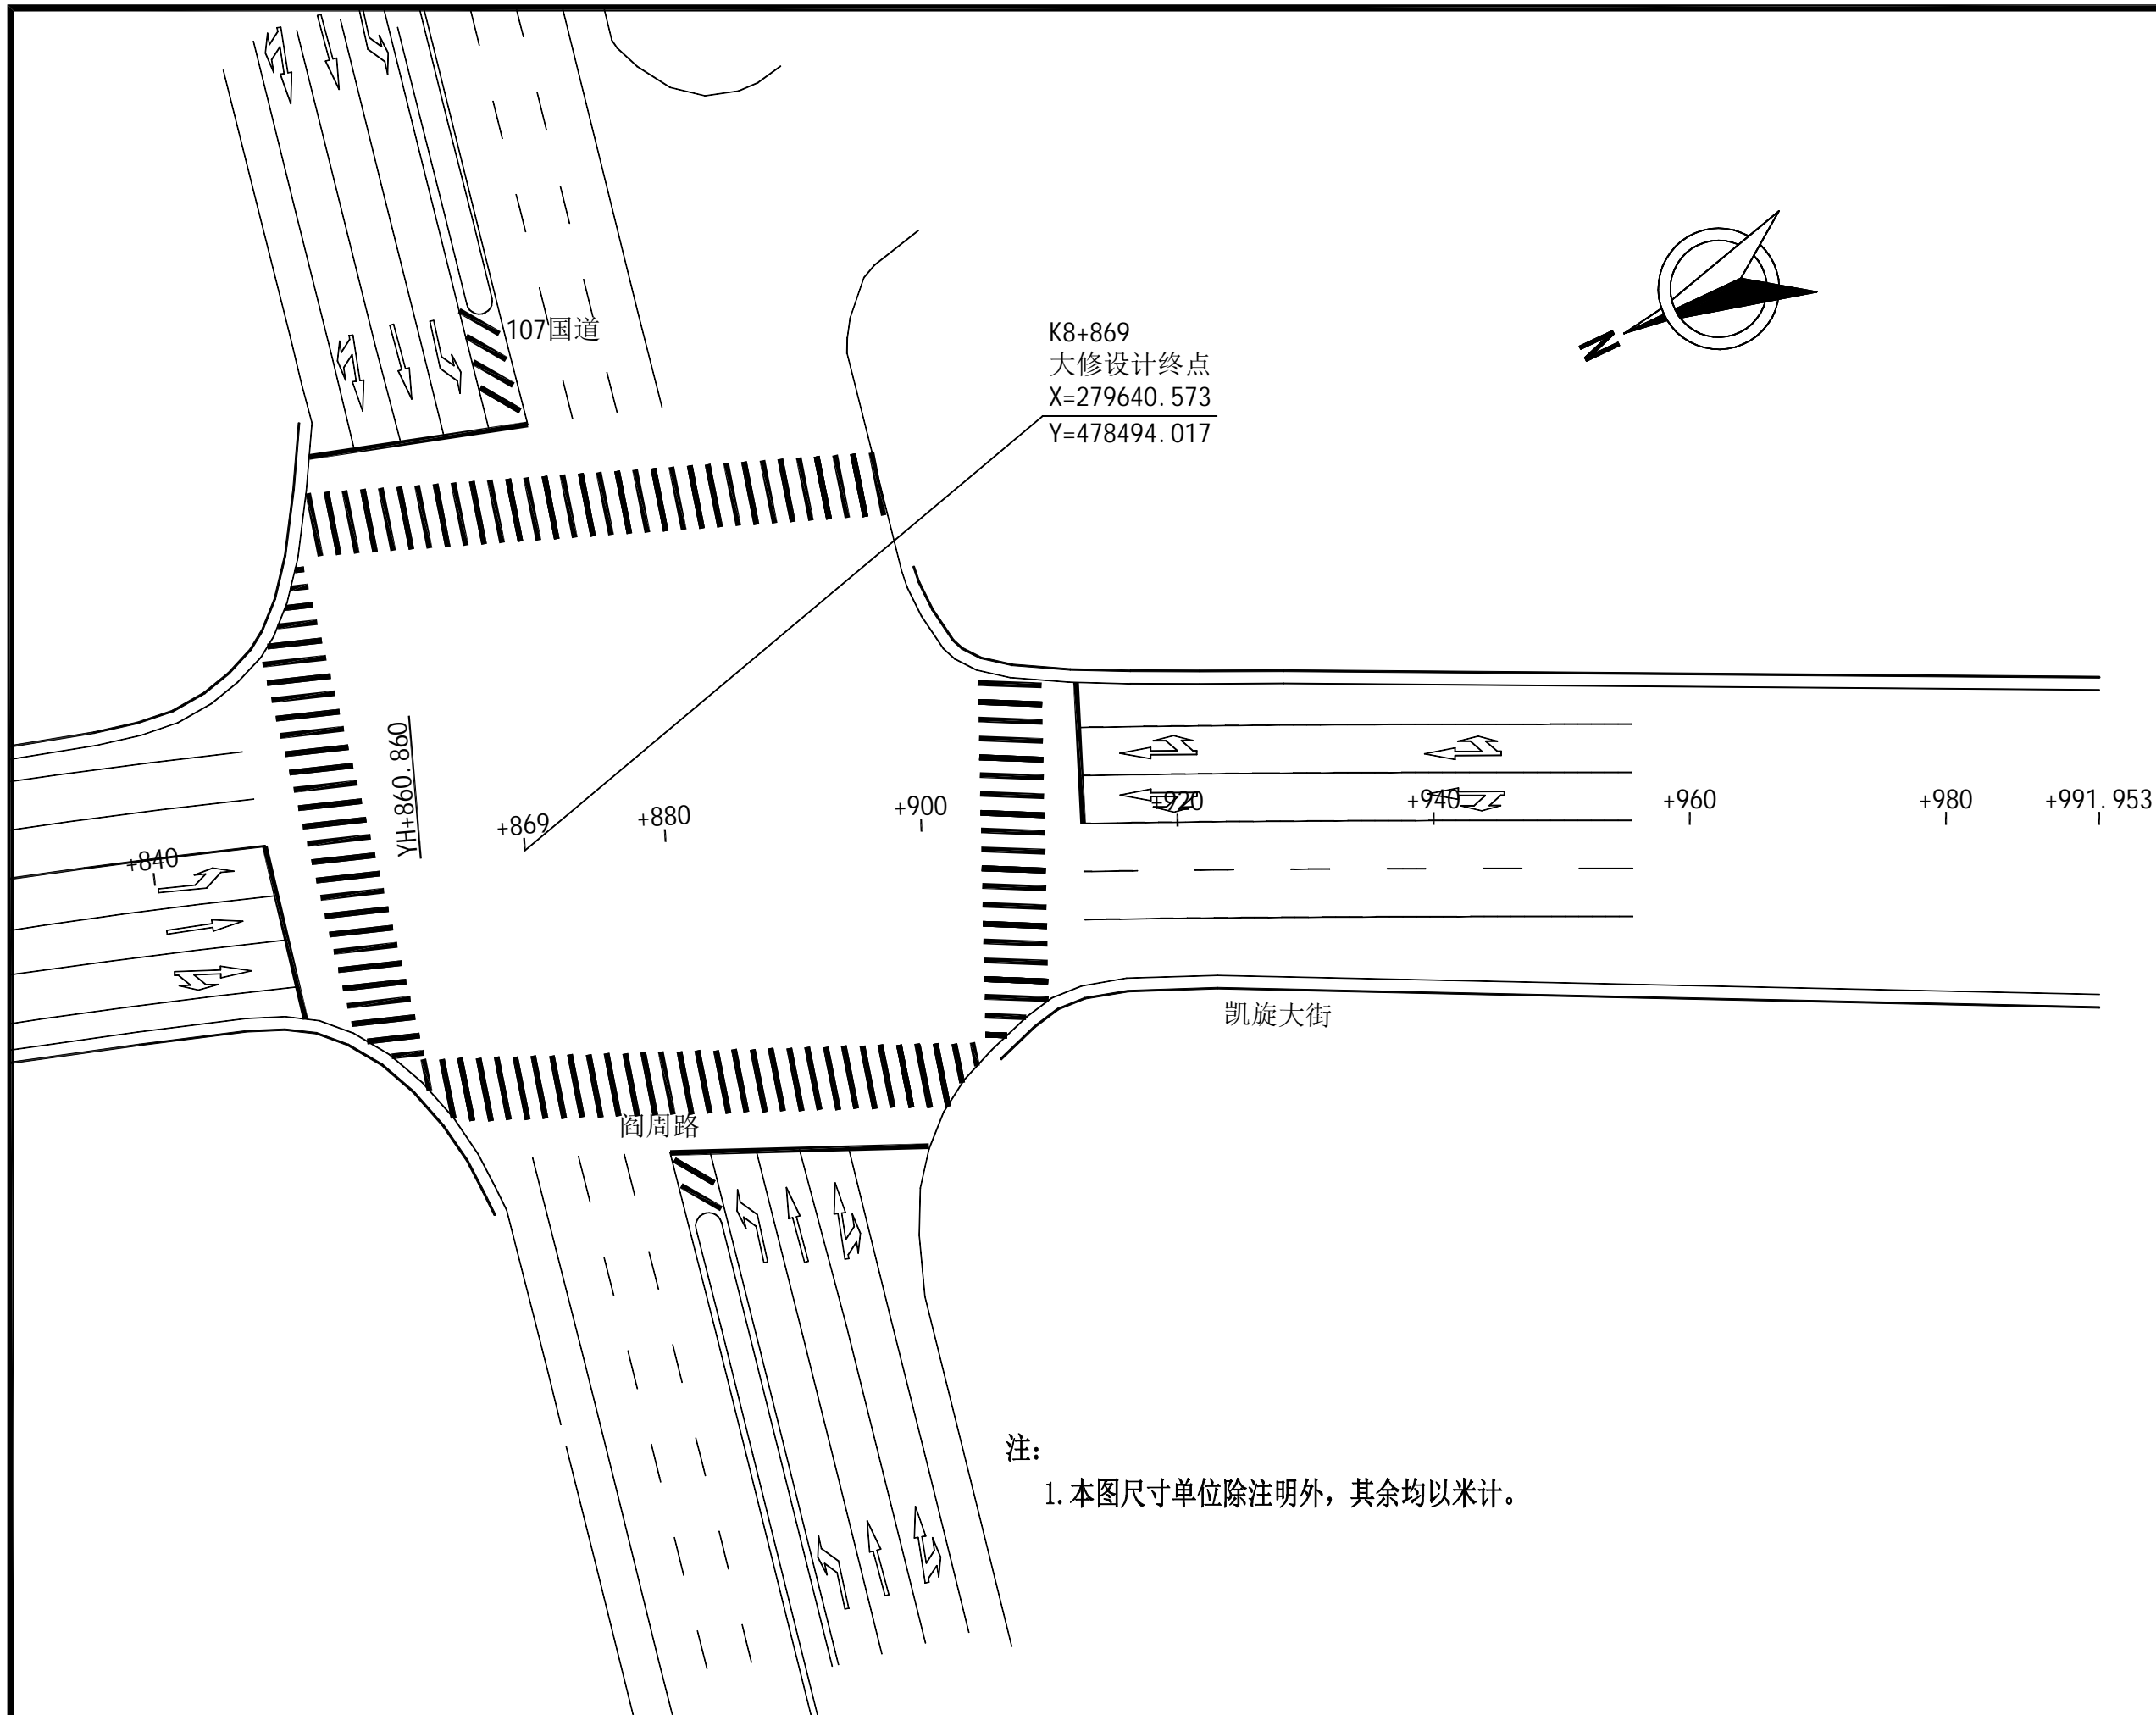 107国道
K8+869
大修设计终点
X=279640.573
Y=478494.017
N
YH+860.860
+840
+869
+880
+900
+920
+940
+960
+980
+991.953
凯旋大街
阎周路
注:
1.本图尺寸单位除注明外，其余均以米计。